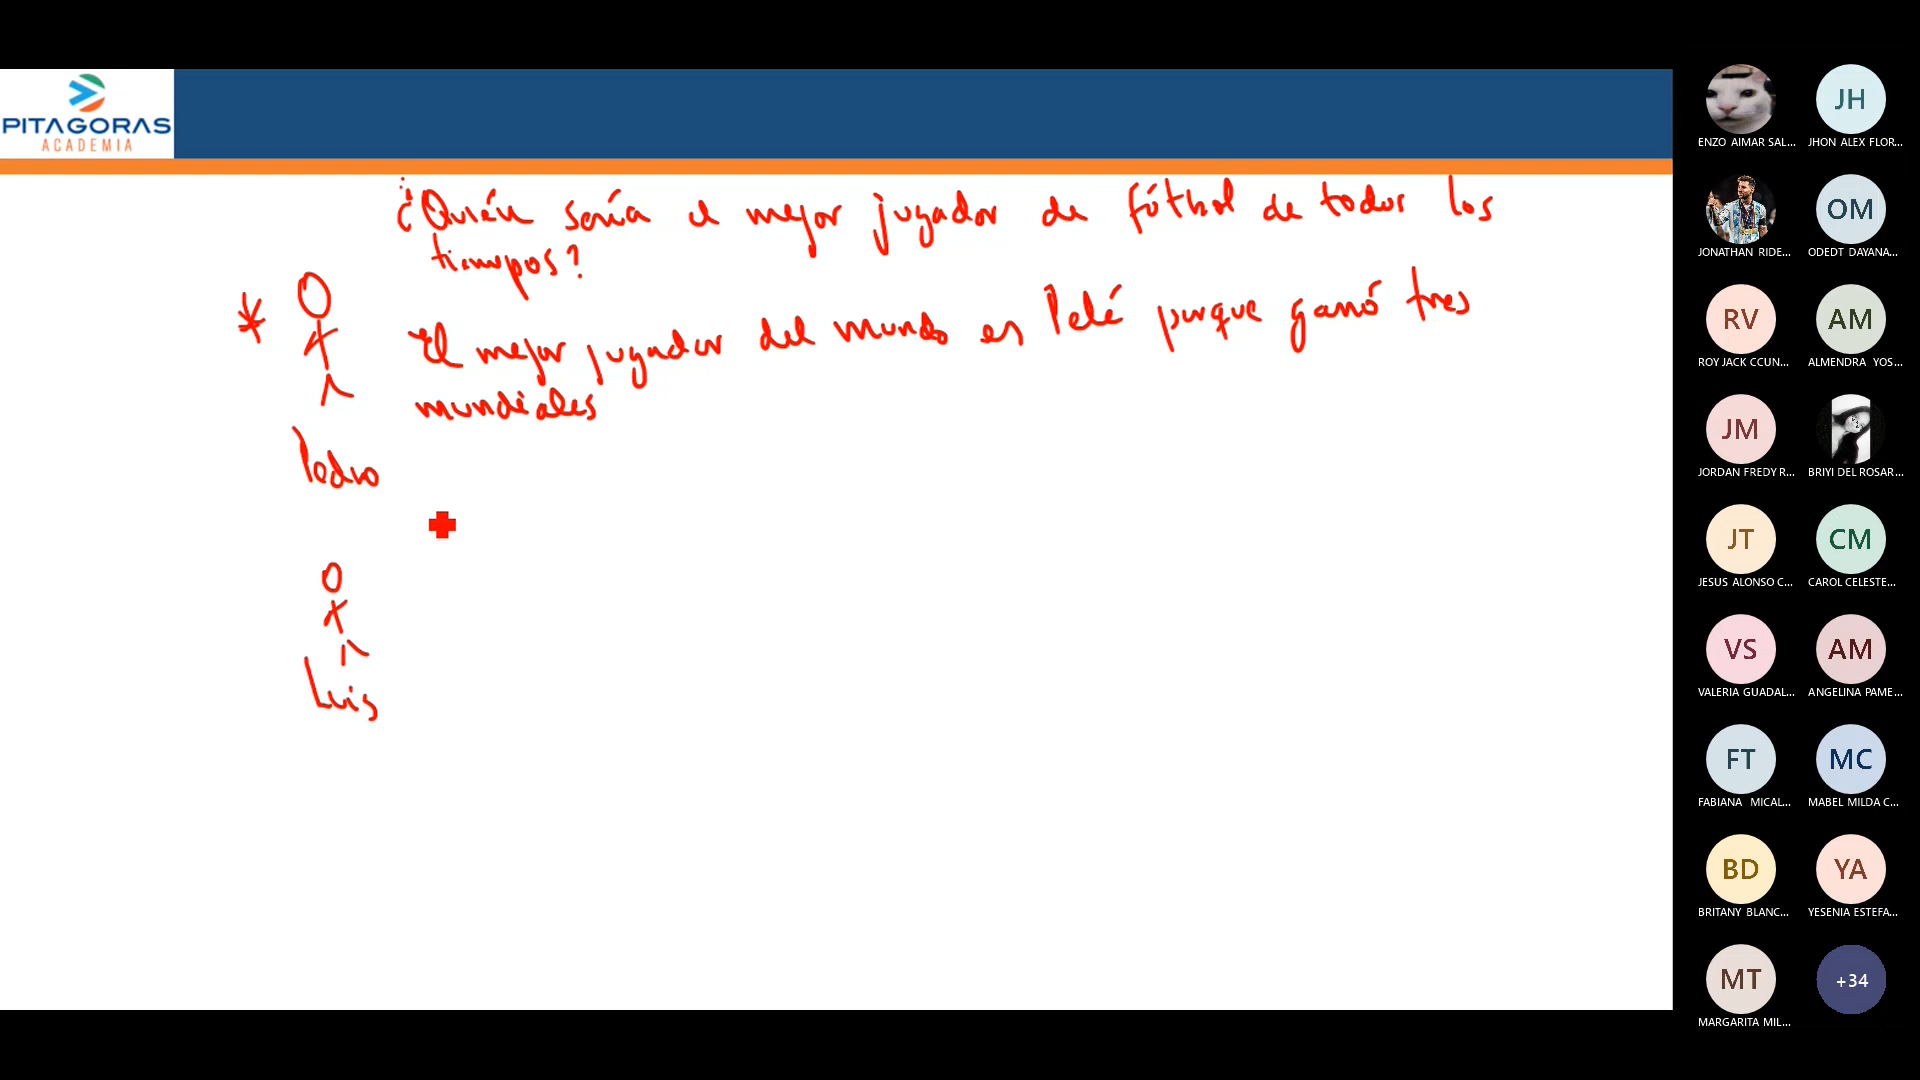 PITAGORAS
ACADEMIA
¿Quién sería el mejor jugador de fútbol de todos los
tiempos?
El mejor jugador del mundo es Pelé porque ganó tres
mundiales
Pedro
Luis
ENZO AIMAR SAL...
JH
JHON ALEX FLOR...
JONATHAN RIDE...
OM
ODEDT DAYANA...
RV
ROY JACK CCUN...
AM
ALMENDRA YOS...
JM
JORDAN FREDY R...
BRIYI DEL ROSAR...
JT
JESUS ALONSO C...
CM
CAROL CELESTE...
VS
VALERIA GUADAL...
AM
ANGELINA PAME...
FT
FABIANA MICAL...
MC
MABEL MILDA C...
BD
BRITANY BLANC...
YA
YESENIA ESTEFA...
MT
MARGARITA MIL...
+34